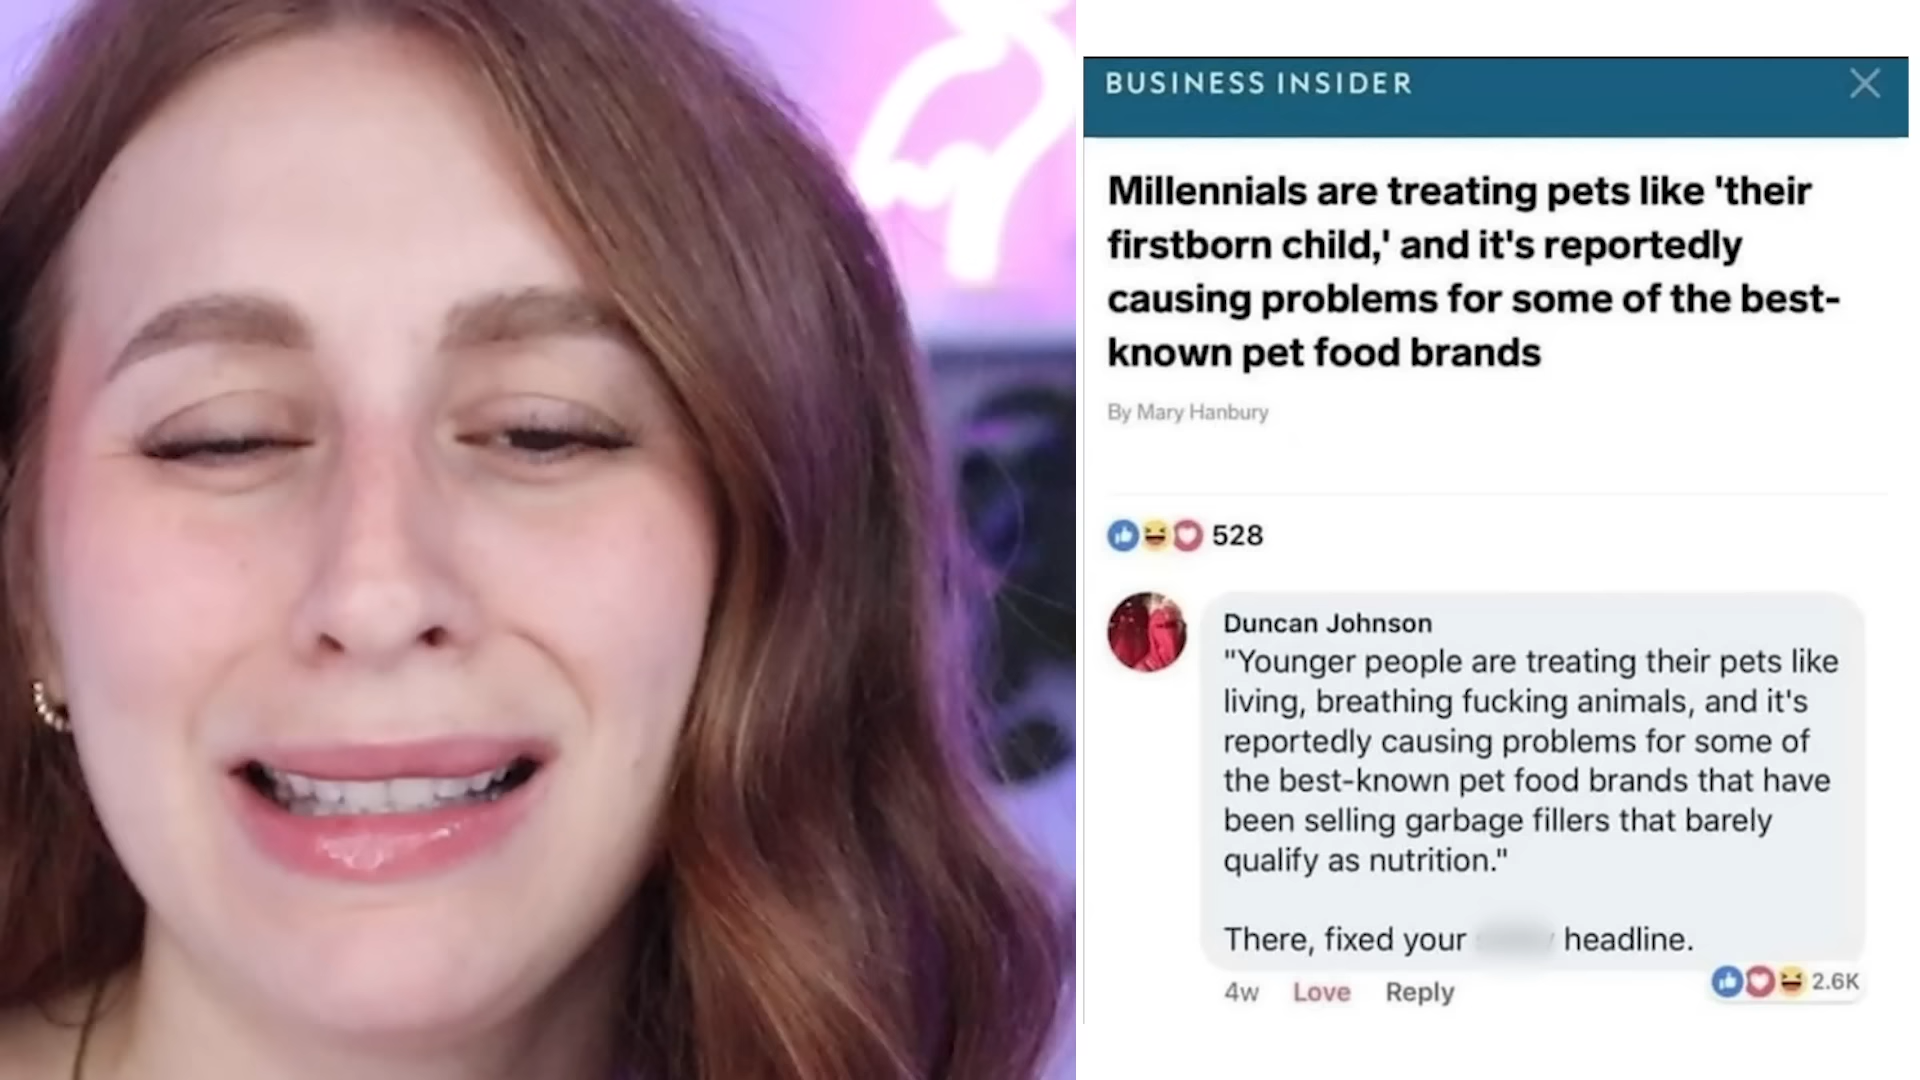 BUSINESS INSIDER
Millennials are treating pets like 'their
firstborn child,' and it's reportedly
causing problems for some of the best-
known pet food brands
By Mary Hanbury
528
Duncan Johnson
"Younger people are treating their pets like
living, breathing fucking animals, and it's
reportedly causing problems for some of
the best-known pet food brands that have
been selling garbage fillers that barely
qualify as nutrition."
There, fixed your headline.
4w Love Reply 2.6K